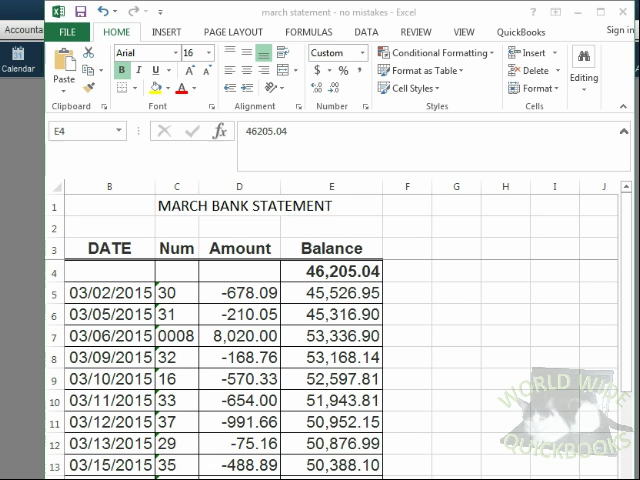 march statement - no mistakes - Excel
Accounta
Calendar
FILE HOME INSERT PAGE LAYOUT FORMULAS DATA REVIEW VIEW QuickBooks Sign in
Paste
Clipboard
Arial 16
B I U
Font
Alignment
Custom
$ % ,
Number
Conditional Formatting
Format as Table
Cell Styles
Styles
Insert
Delete
Format
Cells
Editing
E4 fx 46205.04
B C D E F G H I J
1 MARCH BANK STATEMENT
2
3 DATE Num Amount Balance
4 46,205.04
5 03/02/2015 30 -678.09 45,526.95
6 03/05/2015 31 -210.05 45,316.90
7 03/06/2015 0008 8,020.00 53,336.90
8 03/09/2015 32 -168.76 53,168.14
9 03/10/2015 16 -570.33 52,597.81
10 03/11/2015 33 -654.00 51,943.81
11 03/12/2015 37 -991.66 50,952.15
12 03/13/2015 29 -75.16 50,876.99
13 03/15/2015 35 -488.89 50,388.10
WORLD WIDE
QUICKBOOKS